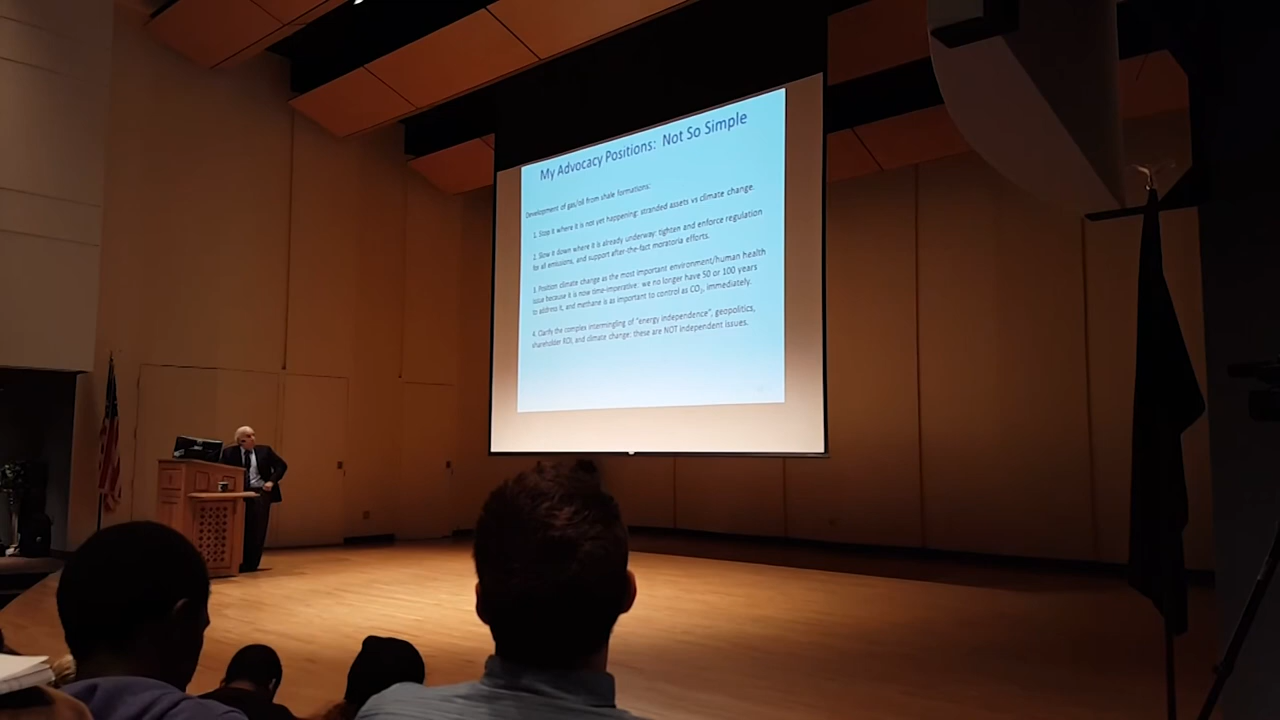 My Advocacy Positions: Not So Simple
Development of gas/oil from shale formations:
1. Stop it where it is not yet happening: stranded assets vs climate change.
2. Slow it down where it is already underway: tighten and enforce regulation
for all emissions, and support after-the-fact moratoria efforts.
3. Position climate change as the most important environment/human health
issue because it is now time-imperative: we no longer have 50 or 100 years
to address it, and methane is as important to control as CO₂, immediately.
4. Clarify the complex intermingling of "energy independence", geopolitics,
shareholder ROI, and climate change: these are NOT independent issues.